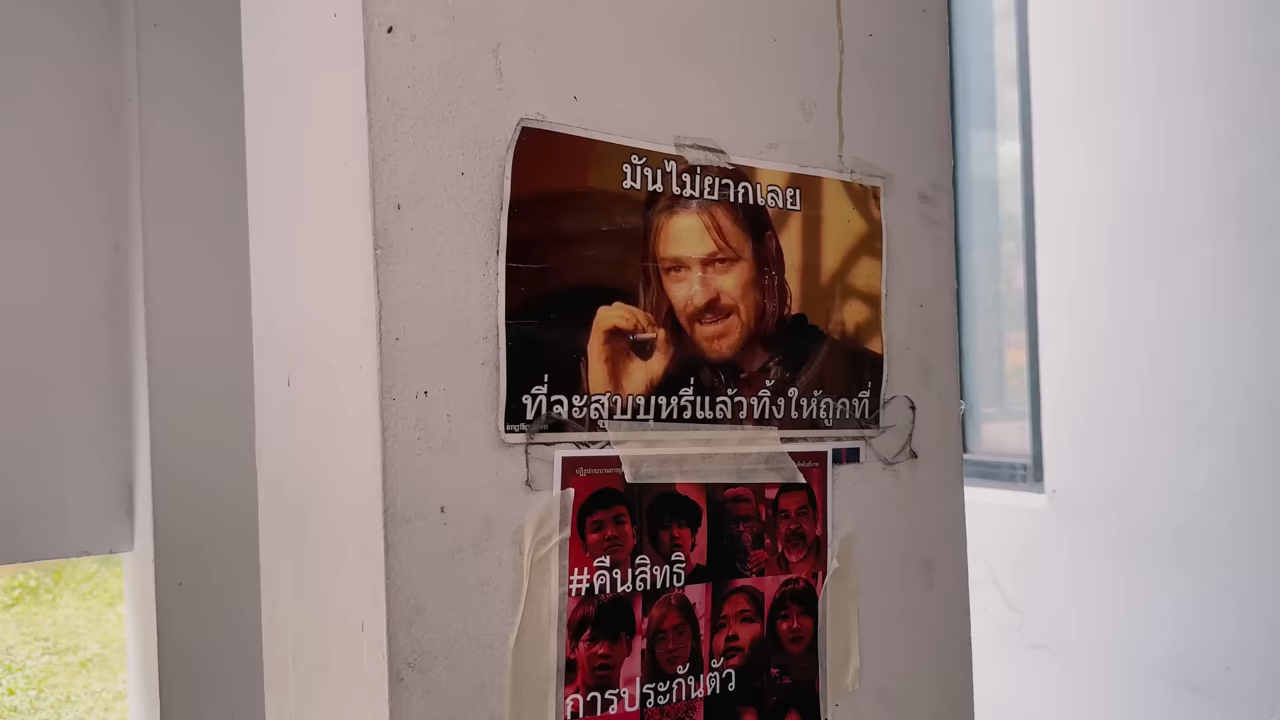 มันไม่ยากเลย
ที่จะสูบบุหรี่แล้วทิ้งให้ถูกที่
#คืนสิทธิ
การประกันตัว